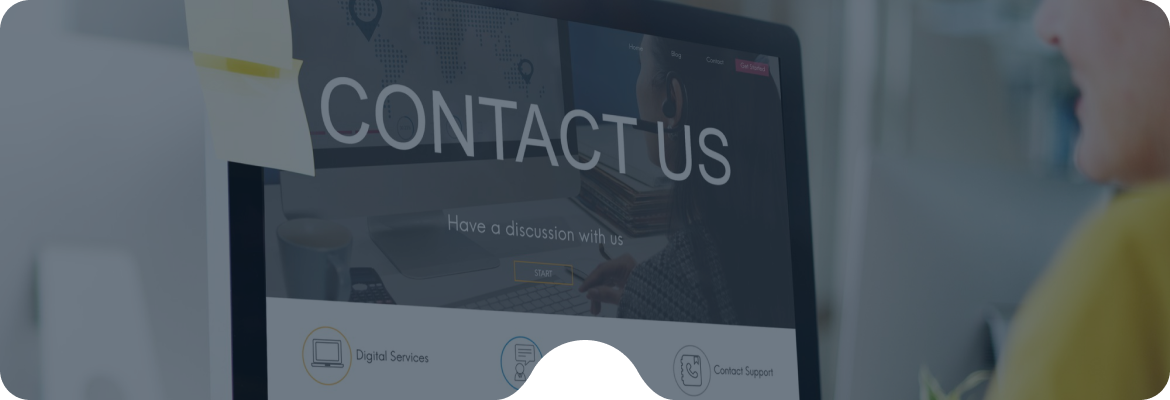 Home Blog Contact Get Started
CONTACT US
Have a discussion with us
START
Digital Services
Contact Support